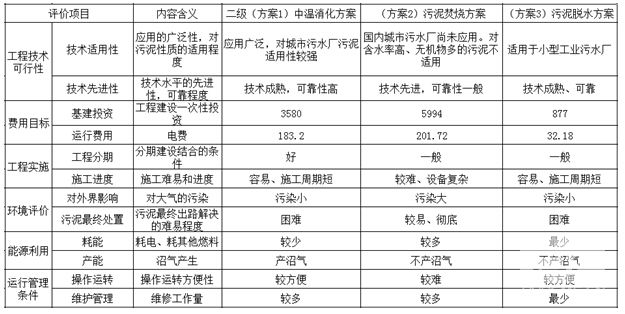 评价项目 内容含义 二级（方案1）中温消化方案 （方案2）污泥焚烧方案 （方案3）污泥脱水方案
工程技术可行性 技术适用性 应用的广泛性，对污泥性质的适用程度 应用广泛，对城市污水厂污泥适用性较强 国内城市污水厂尚未应用。对含水率高、无机物多的污泥不适用 适用于小型工业污水厂
技术先进性 技术水平的先进性，可靠程度 技术成熟，可靠性高 技术先进，可靠性一般 技术成熟、可靠
费用目标 基建投资 工程建设一次性投资 3580 5994 877
运行费用 电费 183.2 201.72 32.18
工程实施 工程分期 分期建设结合的条件 好 一般 一般
施工进度 施工难易和进度 容易、施工周期短 较难、设备复杂 容易、施工周期短
环境评价 对外界影响 对大气的污染 污染小 污染大 污染小
污泥最终处置 污泥最终出路解决的难易程度 困难 较易、彻底 困难
能源利用 耗能 耗电、耗其他燃料 较少 较多 最少
产能 沼气产生 产沼气 不产沼气 不产沼气
运行管理条件 操作运转 操作运转方便性 较方便 较难 较方便
维护管理 维修工作量 较多 较多 最少